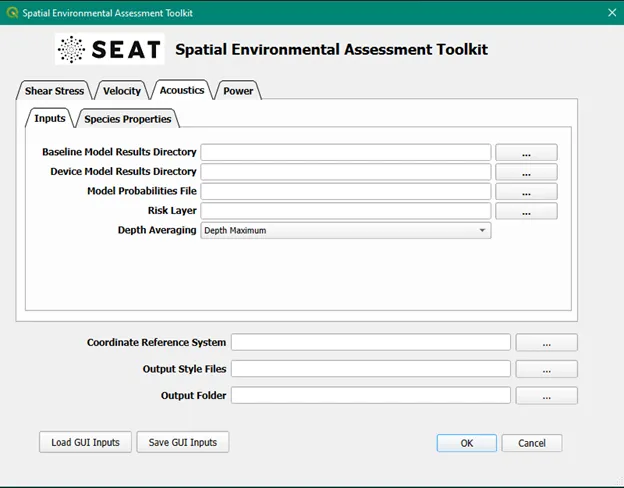 Spatial Environmental Assessment Toolkit
SEAT Spatial Environmental Assessment Toolkit
Shear Stress Velocity Acoustics Power
Inputs Species Properties
Baseline Model Results Directory ...
Device Model Results Directory ...
Model Probabilities File ...
Risk Layer ...
Depth Averaging Depth Maximum
Coordinate Reference System ...
Output Style Files ...
Output Folder ...
Load GUI Inputs Save GUI Inputs OK Cancel